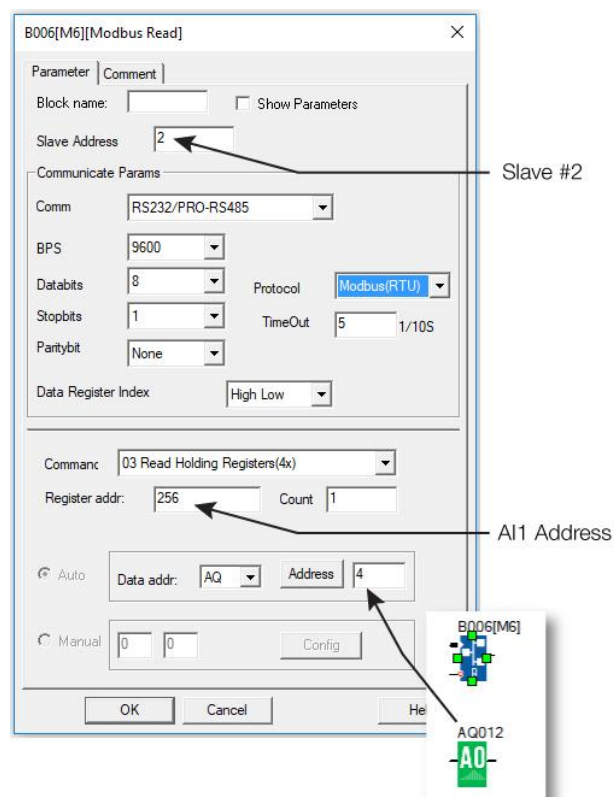 B006[M6][Modbus Read]
Parameter Comment
Block name: Show Parameters
Slave Address 2
Slave #2
Communicate Params
Comm RS232/PRO-RS485
BPS 9600
Databits 8 Protocol Modbus(RTU)
Stopbits 1 TimeOut 5 1/10S
Paritybit None
Data Register Index High Low
Command 03 Read Holding Registers(4x)
Register addr: 256 Count 1
AI1 Address
Auto Data addr: AQ Address 4
Manual 0 0 Config
B006[M6]
OK Cancel Hel
AQ012
AO